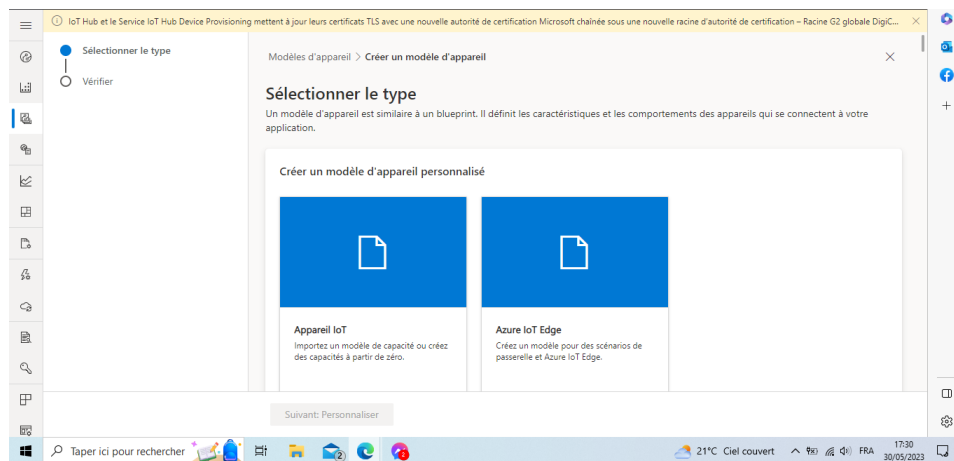 IoT Hub et le Service IoT Hub Device Provisioning mettent à jour leurs certificats TLS avec une nouvelle autorité de certification Microsoft chaînée sous une nouvelle racine d'autorité de certification – Racine G2 globale DigiC...
Sélectionner le type
Vérifier
Modèles d'appareil > Créer un modèle d'appareil
Sélectionner le type
Un modèle d'appareil est similaire à un blueprint. Il définit les caractéristiques et les comportements des appareils qui se connectent à votre
application.
Créer un modèle d'appareil personnalisé
Appareil IoT
Importez un modèle de capacité ou créez
des capacités à partir de zéro.
Azure IoT Edge
Créez un modèle pour des scénarios de
passerelle et Azure IoT Edge.
Suivant: Personnaliser
Taper ici pour rechercher
2
2
21°C Ciel couvert
FRA
17:30
30/05/2023